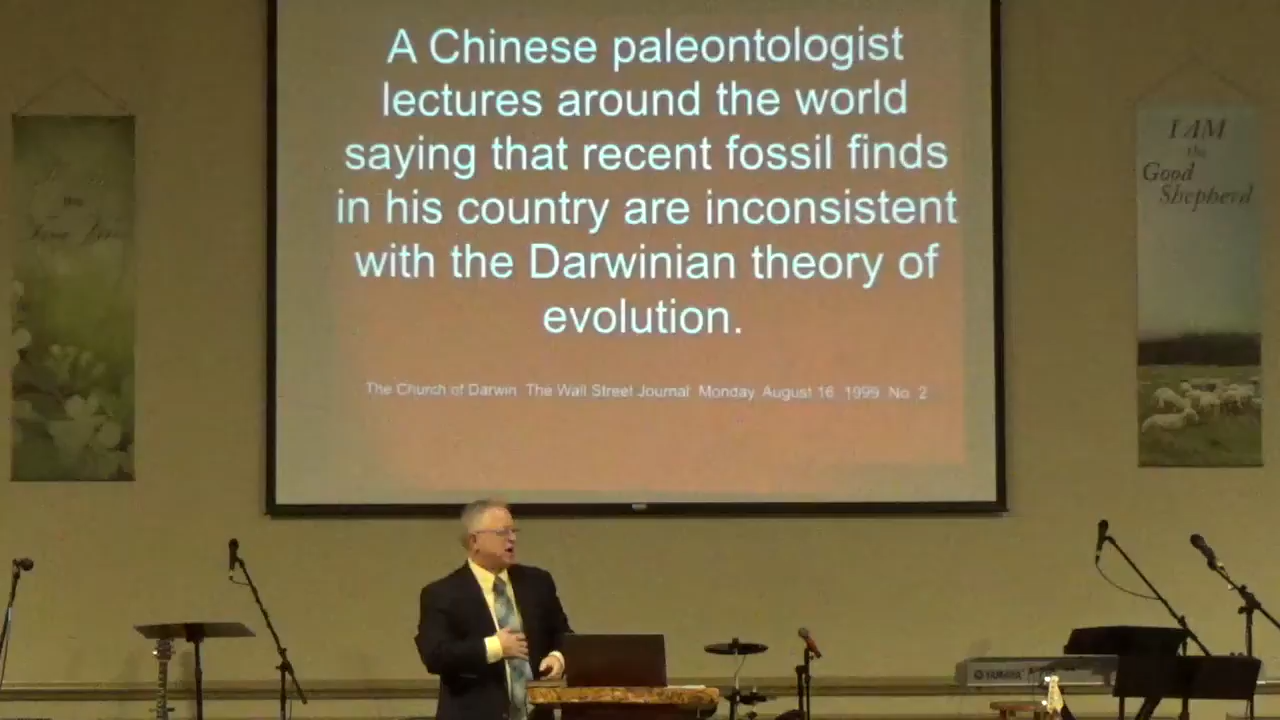 A Chinese paleontologist
lectures around the world
saying that recent fossil finds
in his country are inconsistent
with the Darwinian theory of
evolution.
The Church of Darwin The Wall Street Journal Monday August 16 1999 No. 2
I AM
the
Good
Shepherd
YAMAHA